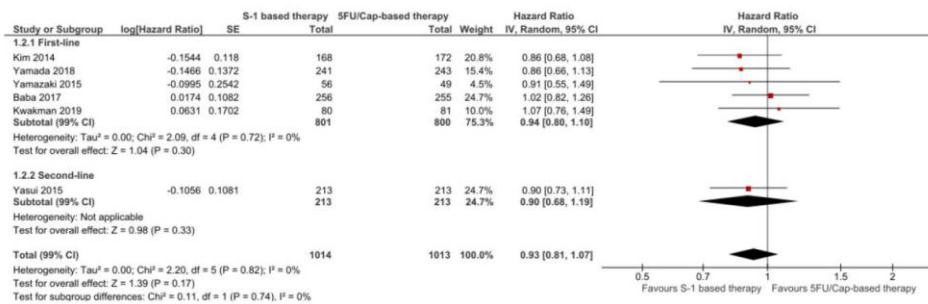 S-1 based therapy 5FU/Cap-based therapy Hazard Ratio Hazard Ratio
Study or Subgroup log[Hazard Ratio] SE Total Total Weight IV, Random, 95% CI IV, Random, 95% CI
1.2.1 First-line
Kim 2014 -0.1544 0.118 168 172 20.8% 0.86 [0.68, 1.08]
Yamada 2018 -0.1466 0.1372 241 243 15.4% 0.86 [0.66, 1.13]
Yamazaki 2015 -0.0995 0.2542 56 49 4.5% 0.91 [0.55, 1.49]
Baba 2017 0.0174 0.1082 256 255 24.7% 1.02 [0.82, 1.26]
Kwakman 2019 0.0631 0.1702 80 81 10.0% 1.07 [0.76, 1.49]
Subtotal (99% CI) 801 800 75.3% 0.94 [0.80, 1.10]
Heterogeneity: Tau² = 0.00; Chi² = 2.09, df = 4 (P = 0.72); I² = 0%
Test for overall effect: Z = 1.04 (P = 0.30)
1.2.2 Second-line
Yasui 2015 -0.1056 0.1081 213 213 24.7% 0.90 [0.73, 1.11]
Subtotal (99% CI) 213 213 24.7% 0.90 [0.68, 1.19]
Heterogeneity: Not applicable
Test for overall effect: Z = 0.98 (P = 0.33)
Total (99% CI) 1014 1013 100.0% 0.93 [0.81, 1.07]
Heterogeneity: Tau² = 0.00; Chi² = 2.20, df = 5 (P = 0.82); I² = 0%
Test for overall effect: Z = 1.39 (P = 0.17)
Test for subgroup differences: Chi² = 0.11, df = 1 (P = 0.74), I² = 0%
0.5 0.7 1 1.5 2
Favours S-1 based therapy Favours 5FU/Cap-based therapy